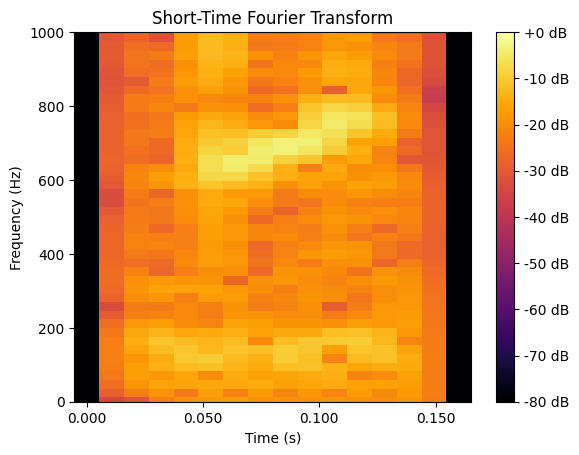 Short-Time Fourier Transform
1000
800
600
400
200
0
Frequency (Hz)
0.000
0.050
0.100
0.150
Time (s)
+0 dB
-10 dB
-20 dB
-30 dB
-40 dB
-50 dB
-60 dB
-70 dB
-80 dB